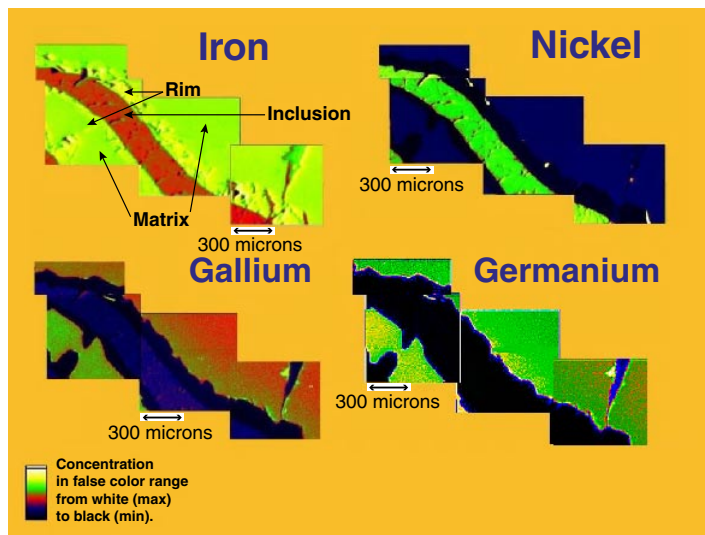 Iron
Nickel
Rim
Inclusion
Matrix
300 microns
300 microns
Gallium
Germanium
300 microns
300 microns
Concentration
in false color range
from white (max)
to black (min).